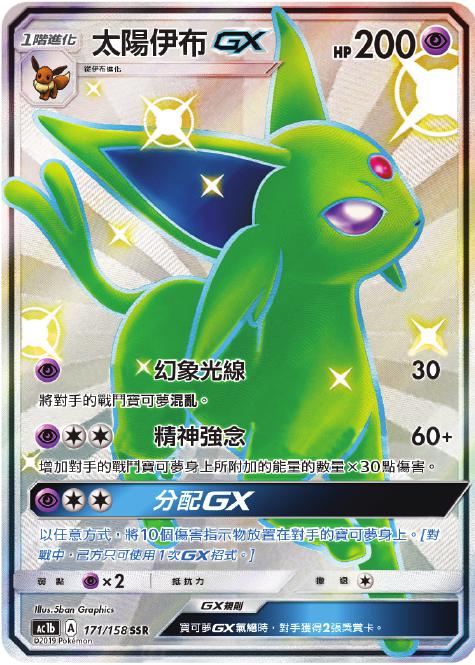 1階進化 太陽伊布GX HP200
從伊布進化
幻象光線 30
將對手的戰鬥寶可夢混亂。
精神強念 60+
增加對手的戰鬥寶可夢身上所附加的能量的數量×30點傷害。
分配GX
以任意方式，將10個傷害指示物放置在對手的寶可夢身上。[對
戰中，己方只可使用1次GX招式。]
弱點 ×2 抵抗力 撤退
Illus.5ban Graphics
GX規則
AC1b A 171/158 SSR
寶可夢GX氣絕時，對手獲得2張獎賞卡。
©2019 Pokémon